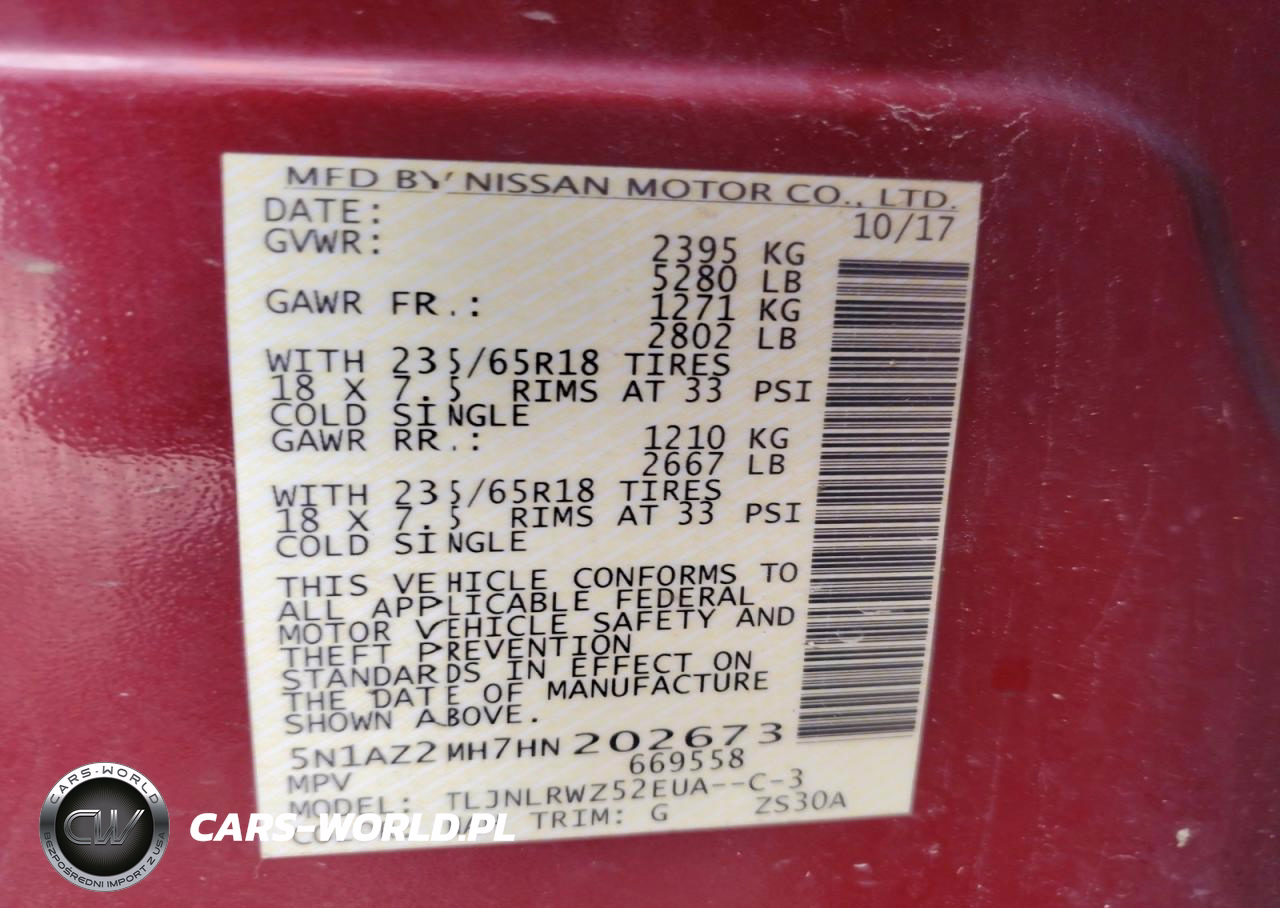 MFD BY NISSAN MOTOR CO., LTD.
DATE: 10/17
GVWR: 2395 KG
5280 LB
GAWR FR.: 1271 KG
2802 LB
WITH 235/65R18 TIRES
18 X 7.5 RIMS AT 33 PSI
COLD SINGLE
GAWR RR.: 1210 KG
2667 LB
WITH 235/65R18 TIRES
18 X 7.5 RIMS AT 33 PSI
COLD SINGLE
THIS VEHICLE CONFORMS TO
ALL APPLICABLE FEDERAL
MOTOR VEHICLE SAFETY AND
THEFT PREVENTION
STANDARDS IN EFFECT ON
THE DATE OF MANUFACTURE
SHOWN ABOVE.
5N1AZ2MH7HN202673
669558
MPV
MODEL: TLJNLRWZ52EUA--C-3
TRIM: G ZS30A
CARS-WORLD
CW
BEZPOŚREDNI IMPORT Z USA
CARS-WORLD.PL